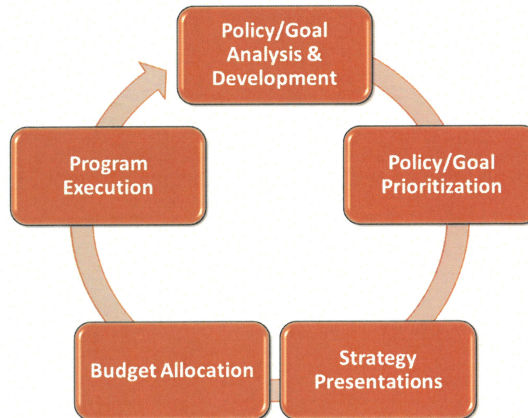 Policy/Goal
Analysis &
Development
Policy/Goal
Prioritization
Strategy
Presentations
Budget Allocation
Program
Execution